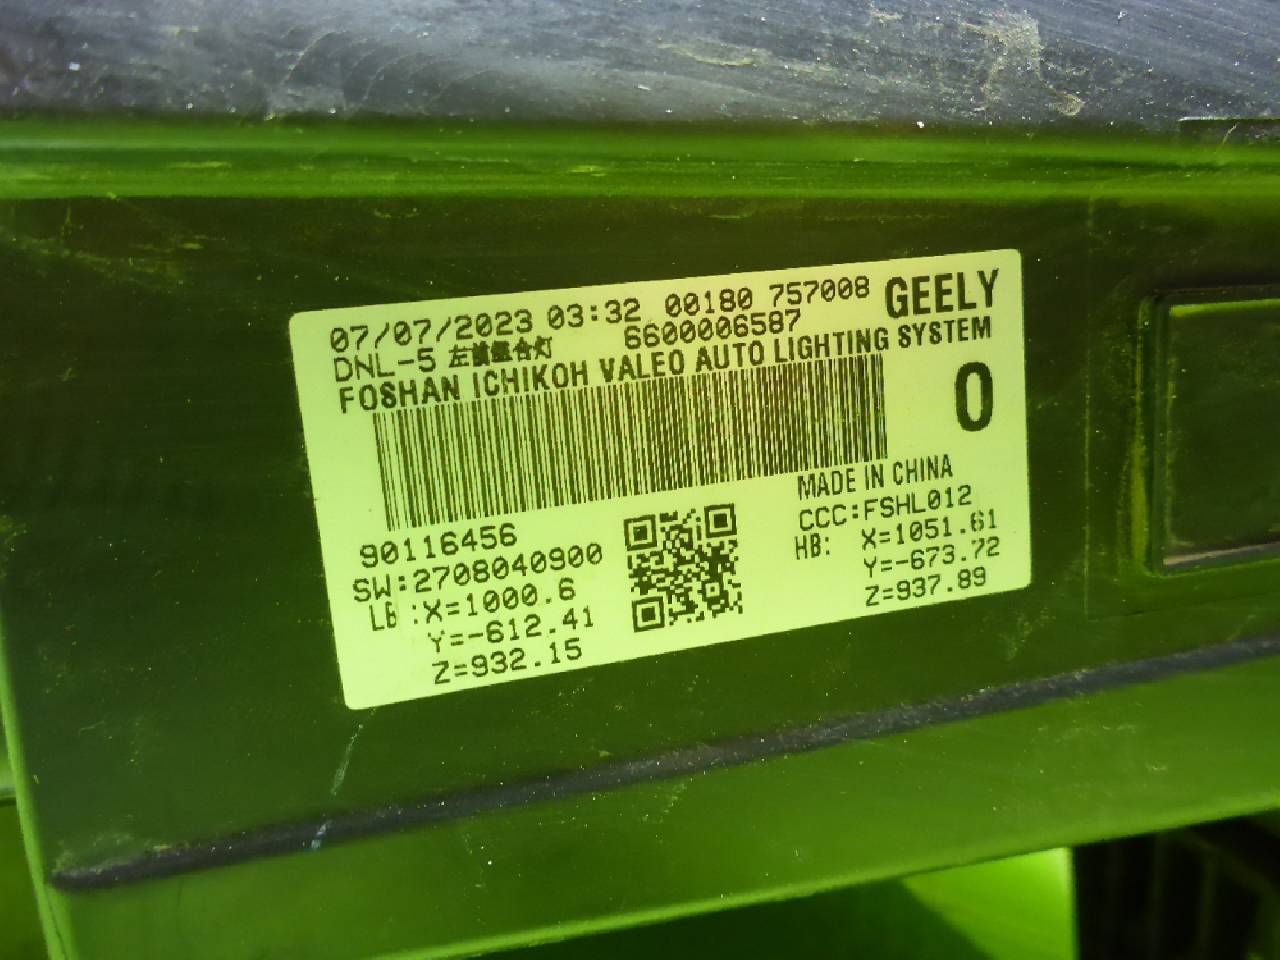 07/07/2023 03:32 00180 757008 GEELY
DNL-5 左前组合灯 6600006587
FOSHAN ICHIKOH VALEO AUTO LIGHTING SYSTEM
0
MADE IN CHINA
90116456
CCC:FSHL012
SW:2708040900
HB: X=1051.61
Y=-673.72
Z=937.89
LB:X=1000.6
Y=-612.41
Z=932.15